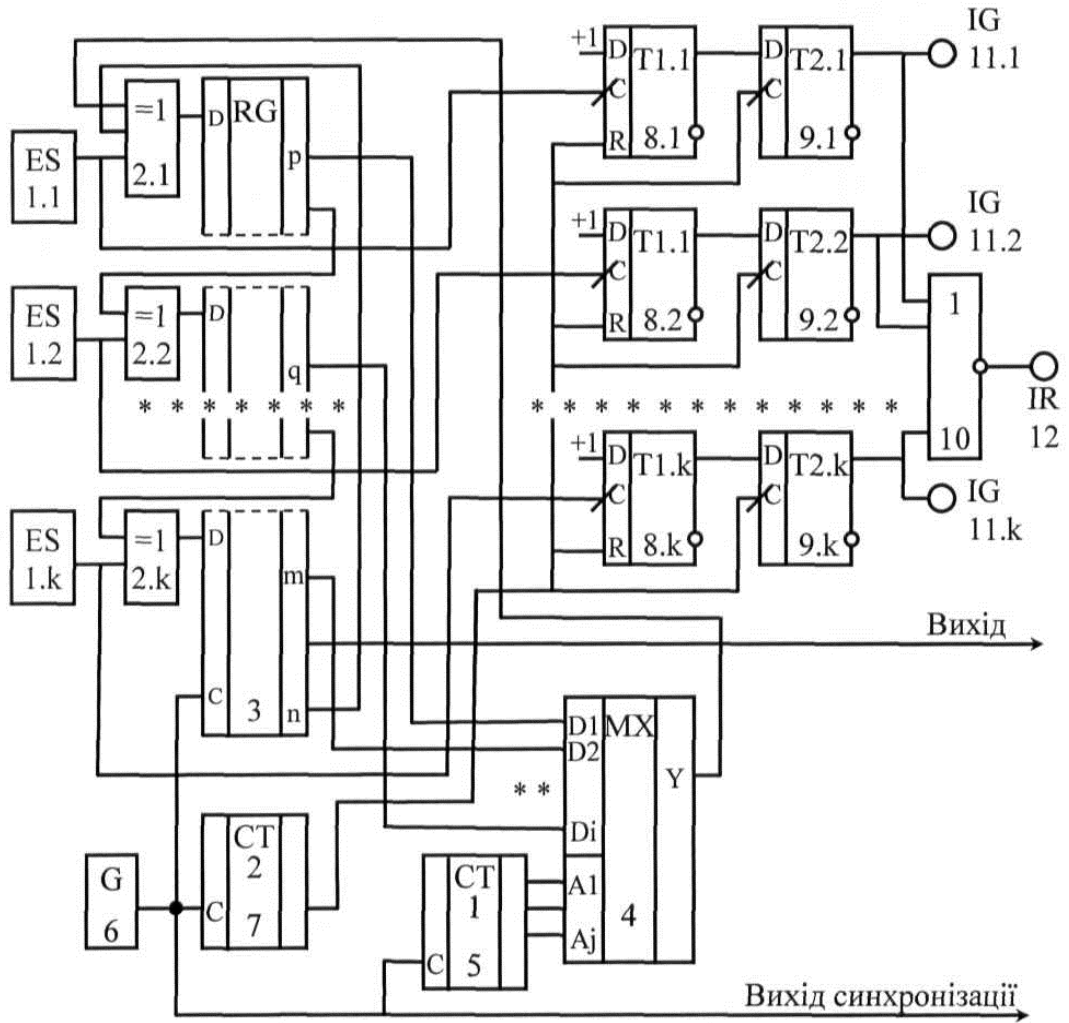 IG
11.1
+1
D
T1.1
D
T2.1
C
C
R
8.1
9.1
=1
2.1
D
RG
p
ES
1.1
+1
D
T1.1
D
T2.2
IG
11.2
C
C
R
8.2
9.2
ES
1.2
=1
2.2
D
q
1
10
IR
12
* * * * * * *
* * * * * * * * * * * *
+1
D
T1.k
D
T2.k
C
C
R
8.k
9.k
IG
11.k
ES
1.k
=1
2.k
D
m
C
3
n
Вихід
D1
MX
D2
Y
* *
Di
A1
4
Aj
G
6
CT
2
C
7
CT
1
C
5
Вихід синхронізації